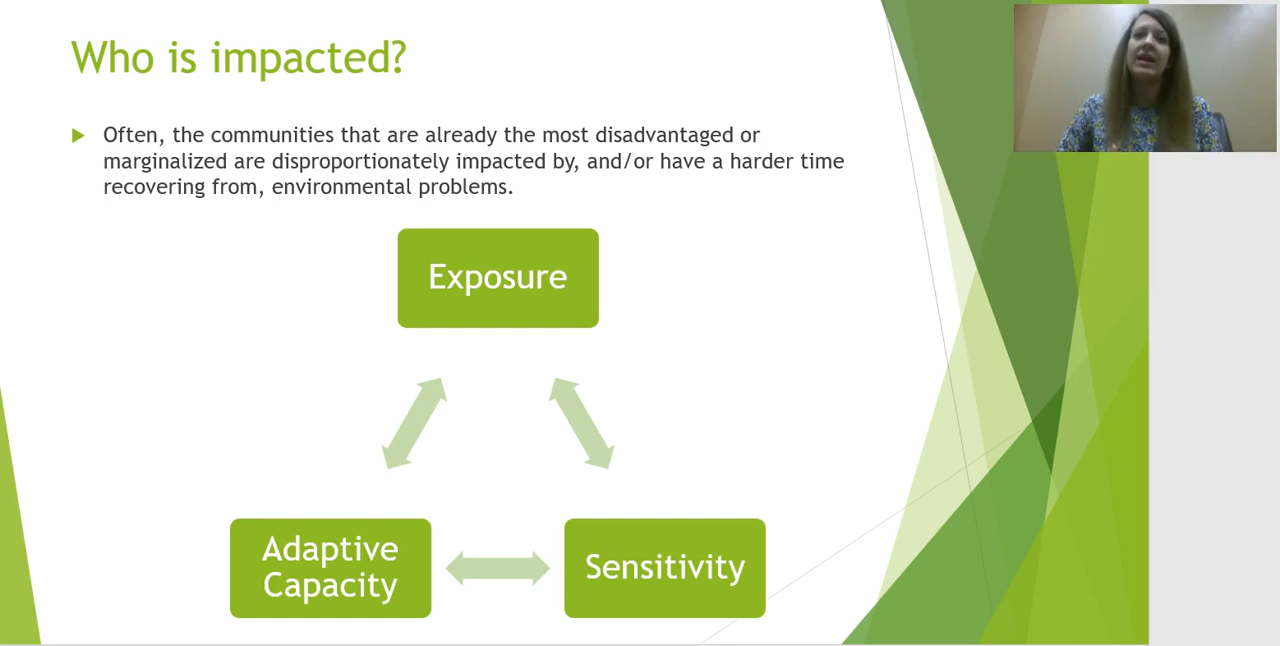 Who is impacted?
Often, the communities that are already the most disadvantaged or
marginalized are disproportionately impacted by, and/or have a harder time
recovering from, environmental problems.
Exposure
Adaptive
Capacity
Sensitivity